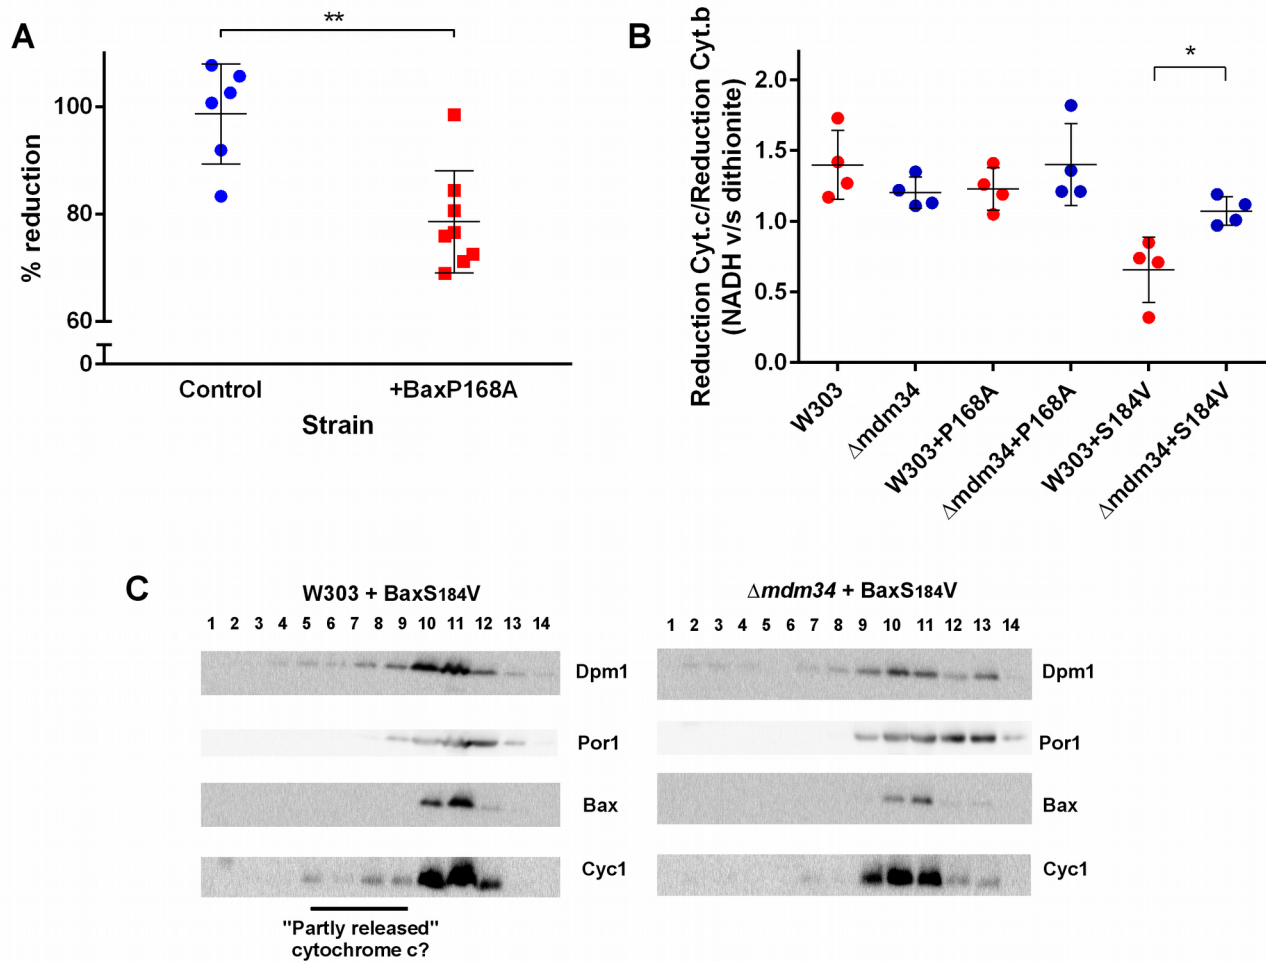 A
**
% reduction
100
80
60
0
Control
+BaxP168A
Strain
B
*
Reduction Cyt.c/Reduction Cyt.b
(NADH v/s dithionite)
2.0
1.5
1.0
0.5
0.0
W303
Δmdm34
W303+P168A
Δmdm34+P168A
W303+S184V
Δmdm34+S184V
C
W303 + BaxS184V
1 2 3 4 5 6 7 8 9 10 11 12 13 14
Dpm1
Por1
Bax
Cyc1
"Partly released"
cytochrome c?
Δmdm34 + BaxS184V
1 2 3 4 5 6 7 8 9 10 11 12 13 14
Dpm1
Por1
Bax
Cyc1